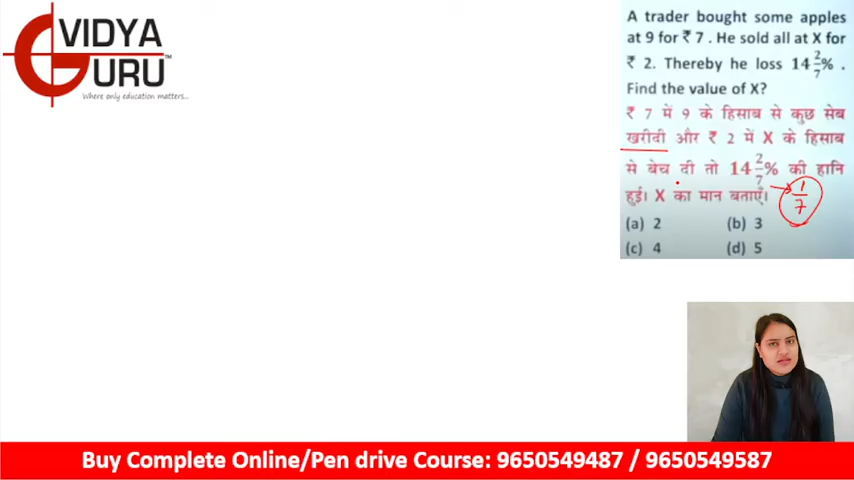 VIDYA
GURU™
Where only education matters...
A trader bought some apples
at 9 for ₹ 7 . He sold all at X for
₹ 2. Thereby he loss 14 2/7% .
Find the value of X?
₹ 7 में 9 के हिसाब से कुछ सेब
खरीदी और ₹ 2 में X के हिसाब
से बेच दी तो 14 2/7% की हानि
हुई। X का मान बताएँ।
1/7
(a) 2 (b) 3
(c) 4 (d) 5
Buy Complete Online/Pen drive Course: 9650549487 / 9650549587